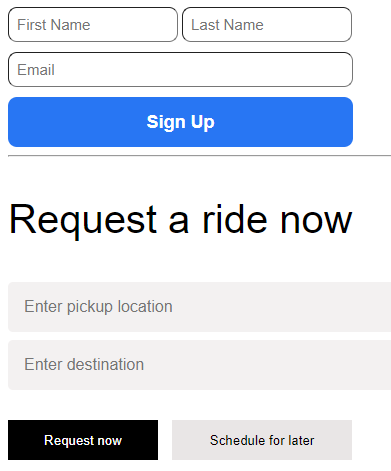 First Name Last Name
Email
Sign Up
Request a ride now
Enter pickup location
Enter destination
Request now Schedule for later